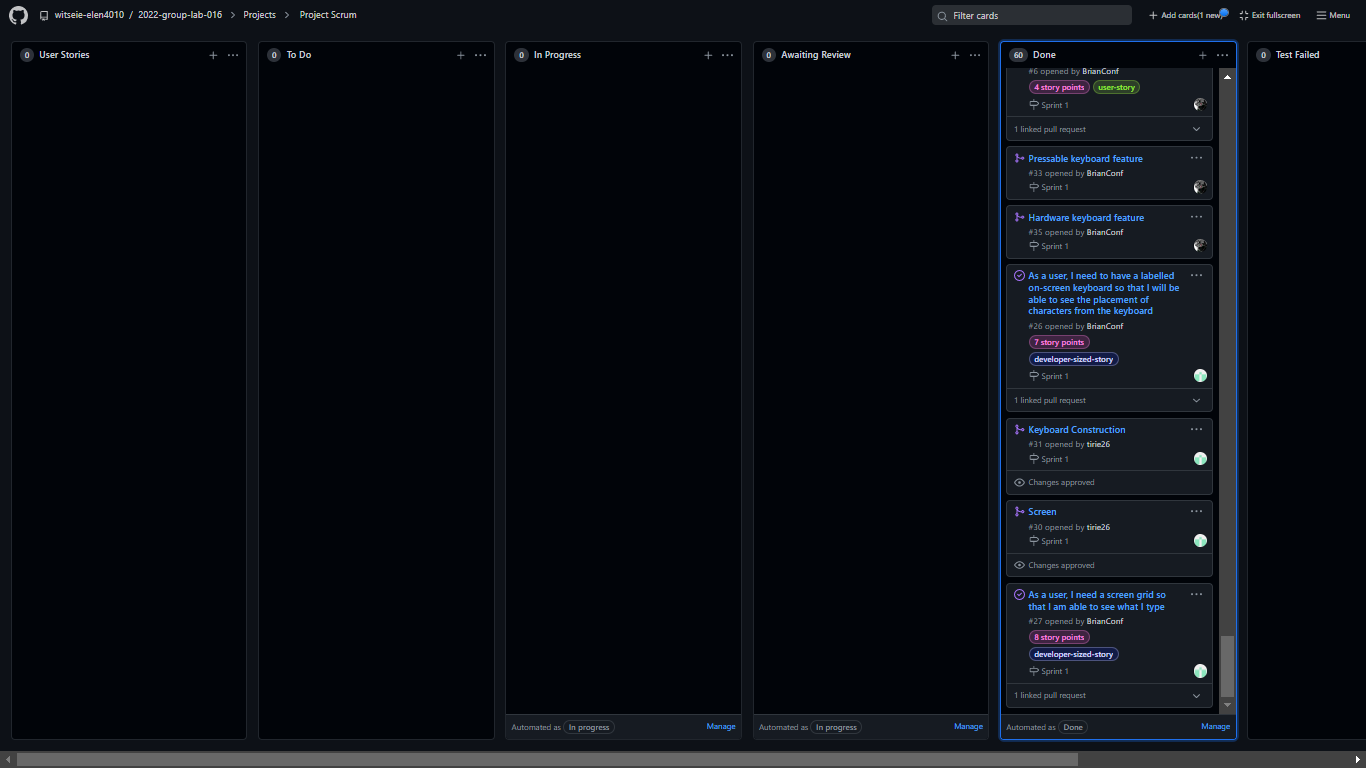 witseie-elen4010 / 2022-group-lab-016 > Projects > Project Scrum
Filter cards
+ Add cards(1 new)
Exit fullscreen
Menu
0 User Stories
0 To Do
0 In Progress
Automated as In progress
Manage
0 Awaiting Review
Automated as In progress
Manage
60 Done
#6 opened by BrianConf
4 story points
user-story
Sprint 1
1 linked pull request
Pressable keyboard feature
#33 opened by BrianConf
Sprint 1
Hardware keyboard feature
#35 opened by BrianConf
Sprint 1
As a user, I need to have a labelled
on-screen keyboard so that I will be
able to see the placement of
characters from the keyboard
#26 opened by BrianConf
7 story points
developer-sized-story
Sprint 1
1 linked pull request
Keyboard Construction
#31 opened by tirie26
Sprint 1
Changes approved
Screen
#30 opened by tirie26
Sprint 1
Changes approved
As a user, I need a screen grid so
that I am able to see what I type
#27 opened by BrianConf
8 story points
developer-sized-story
Sprint 1
1 linked pull request
Automated as Done
Manage
0 Test Failed